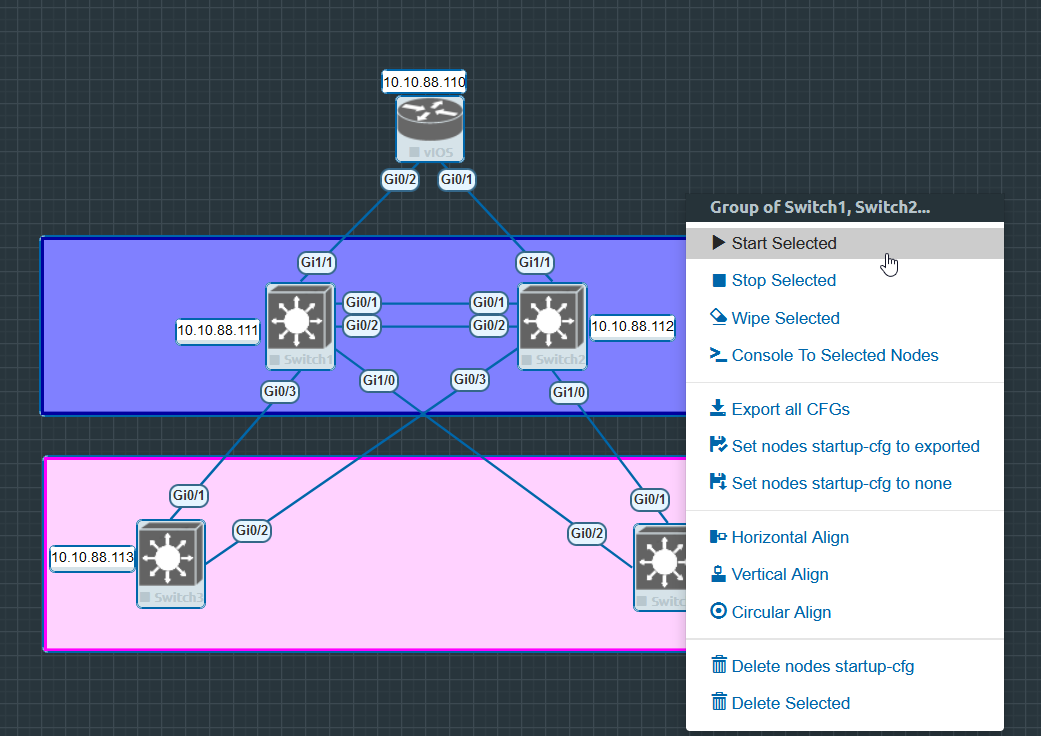 10.10.88.110
vIOS
Gi0/2
Gi0/1
Group of Switch1, Switch2...
Start Selected
Gi1/1
Gi1/1
Stop Selected
Gi0/1
Gi0/1
10.10.88.111
Gi0/2
Gi0/2
10.10.88.112
Wipe Selected
Switch1
Switch2
Console To Selected Nodes
Gi0/3
Gi1/0
Gi0/3
Gi1/0
Export all CFGs
Set nodes startup-cfg to exported
Set nodes startup-cfg to none
Gi0/1
Gi0/1
Gi0/2
Gi0/2
Horizontal Align
10.10.88.113
Vertical Align
Switch3
Switc
Circular Align
Delete nodes startup-cfg
Delete Selected